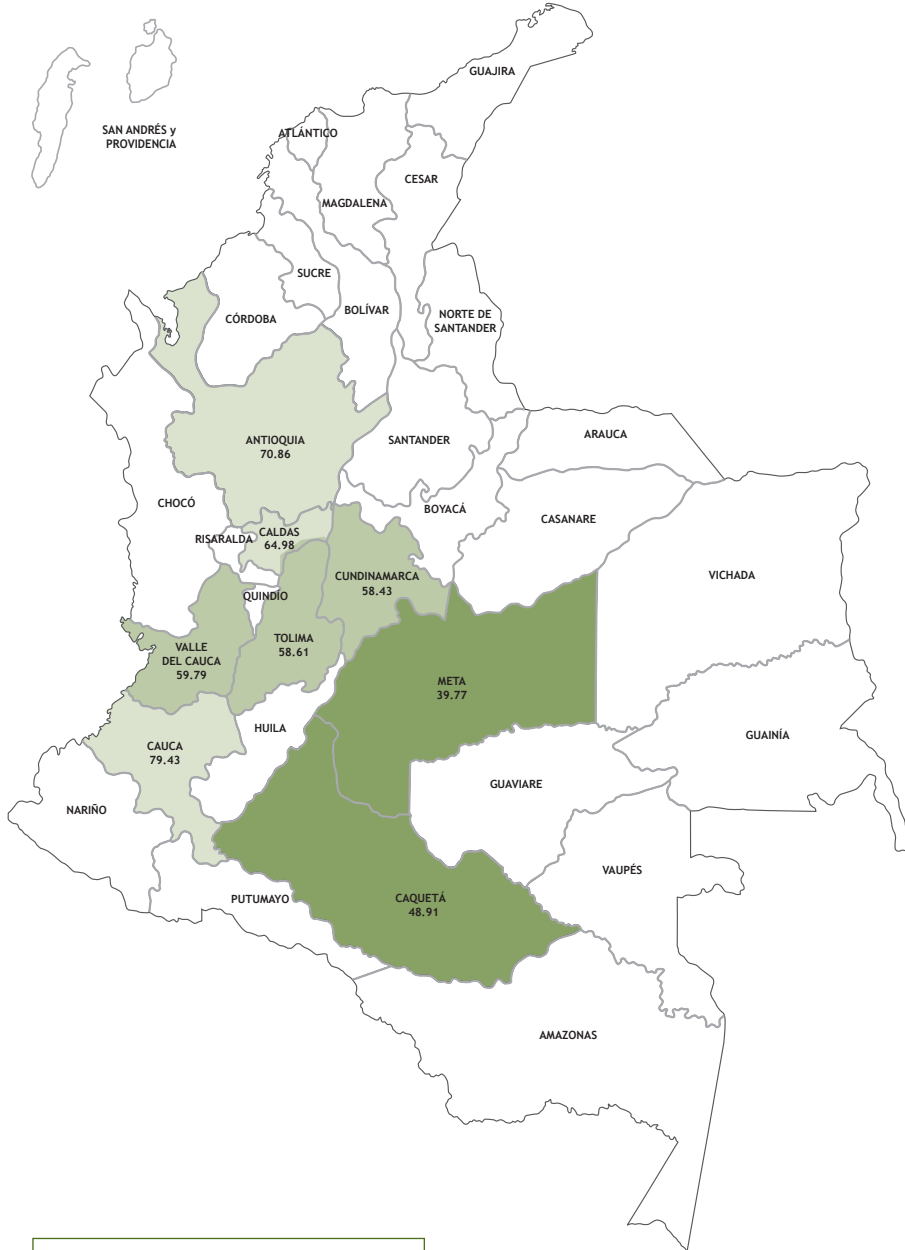 GUAJIRA
SAN ANDRÉS y
PROVIDENCIA
ATLÁNTICO
CESAR
MAGDALENA
SUCRE
BOLÍVAR
CÓRDOBA
NORTE DE
SANTANDER
ANTIOQUIA
70.86
SANTANDER
ARAUCA
CHOCÓ
BOYACÁ
CASANARE
RISARALDA
CALDAS
64.98
CUNDINAMARCA
58.43
VICHADA
QUINDÍO
VALLE
DEL CAUCA
59.79
TOLIMA
58.61
META
39.77
HUILA
GUAINÍA
CAUCA
79.43
GUAVIARE
NARIÑO
VAUPÉS
PUTUMAYO
CAQUETÁ
48.91
AMAZONAS